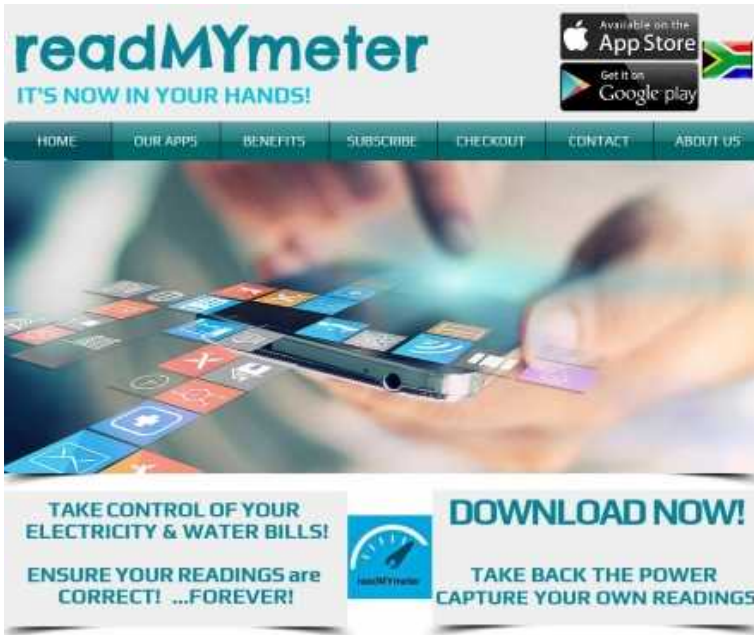 readMYmeter
IT'S NOW IN YOUR HANDS!
Available on the
App Store
Get it on
Google play
HOME OUR APPS BENEFITS SUBSCRIBE CHECKOUT CONTACT ABOUT US
TAKE CONTROL OF YOUR
ELECTRICITY & WATER BILLS!
ENSURE YOUR READINGS are
CORRECT! ...FOREVER!
readMYmeter
DOWNLOAD NOW!
TAKE BACK THE POWER
CAPTURE YOUR OWN READINGS